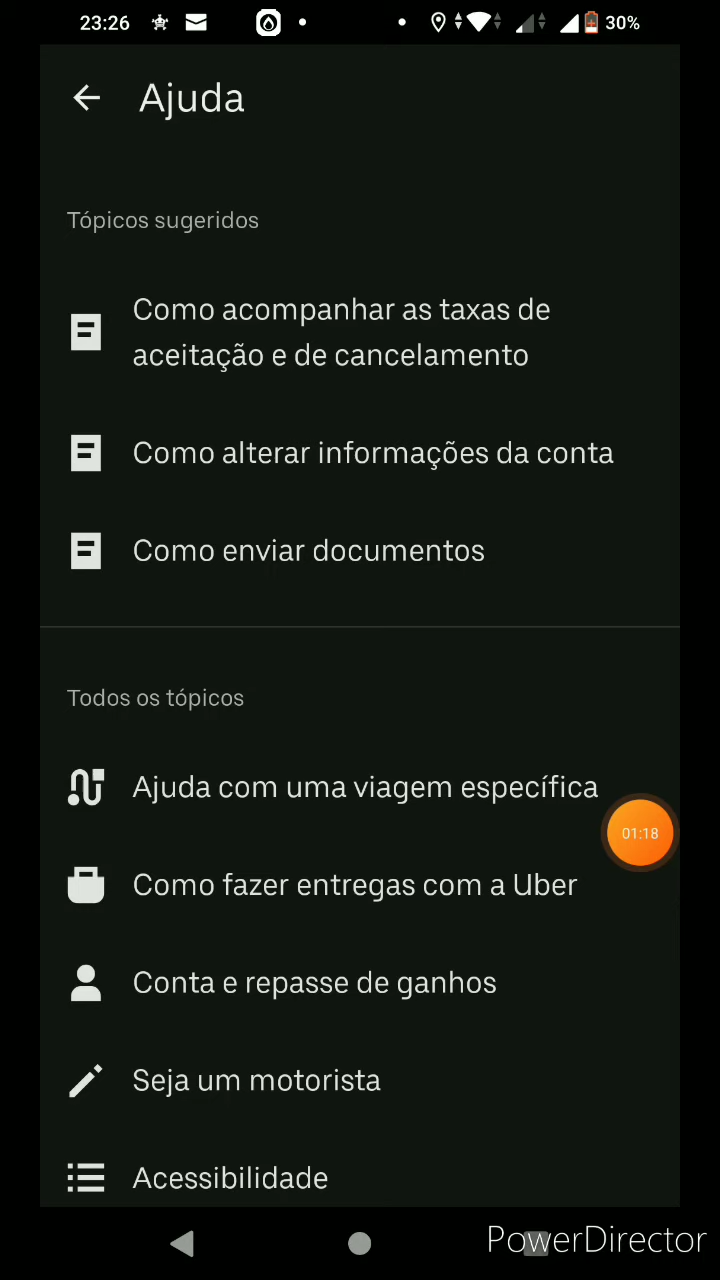 23:26 30%
Ajuda
Tópicos sugeridos
Como acompanhar as taxas de
aceitação e de cancelamento
Como alterar informações da conta
Como enviar documentos
Todos os tópicos
Ajuda com uma viagem específica
01:18
Como fazer entregas com a Uber
Conta e repasse de ganhos
Seja um motorista
Acessibilidade
PowerDirector